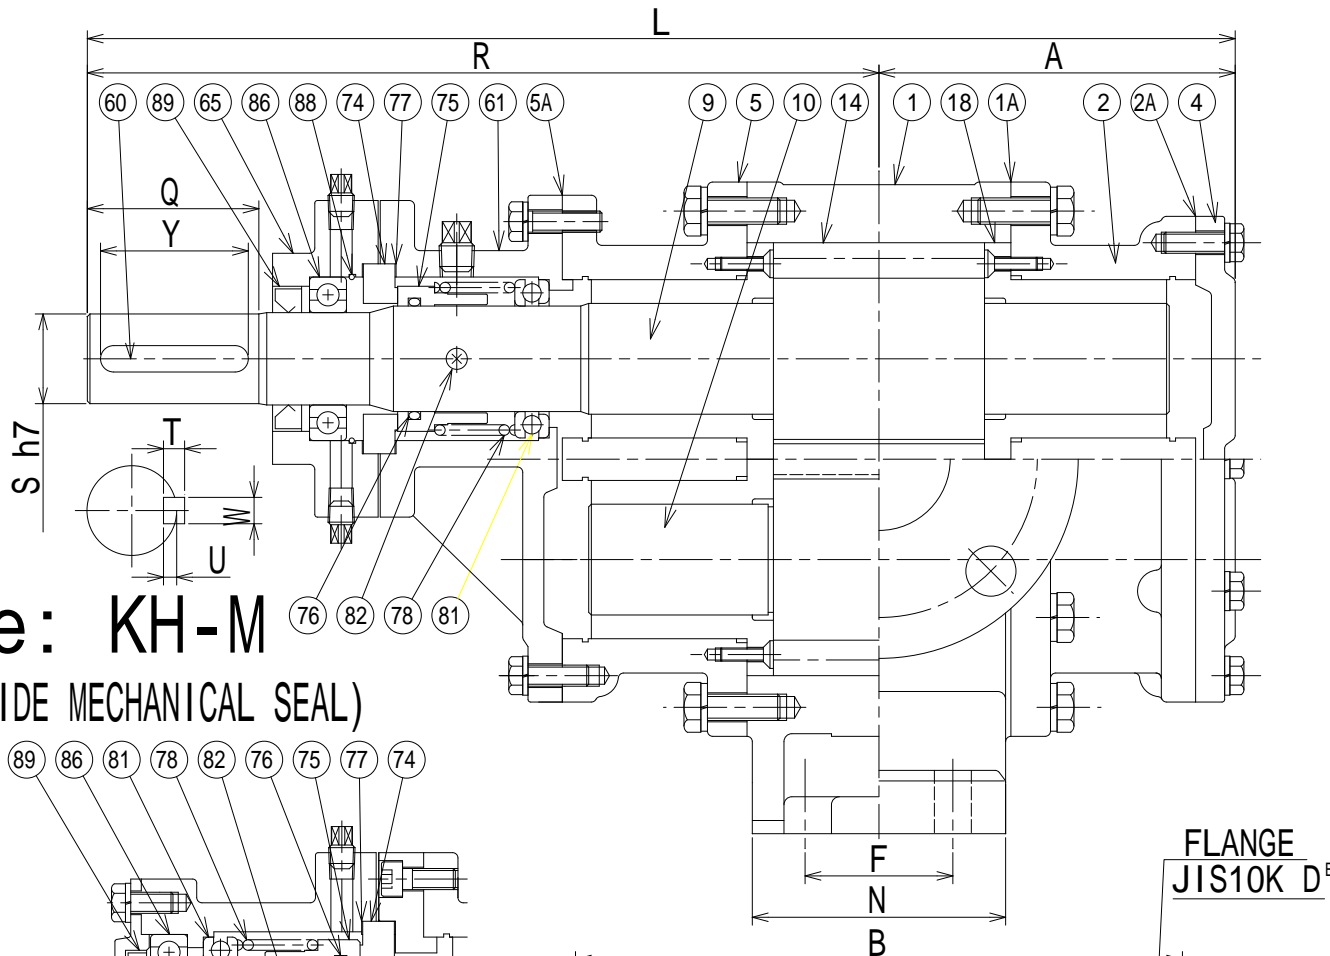 L
R A
60 89 65 86 88 74 77 75 61 5A 9 5 10 14 1 18 1A 2 2A 4
Q
Y
S h7
T
W
U
76 82 78 81
e: KH-M
IDE MECHANICAL SEAL)
89 86 81 78 82 76 75 77 74
F
N
B
FLANGE
JIS10K D